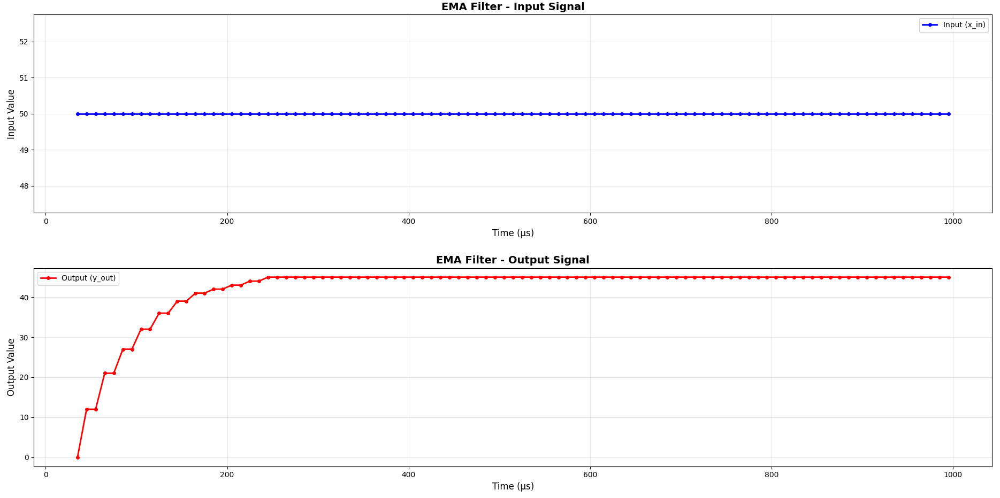 EMA Filter - Input Signal
Input (x_in)
52
51
50
49
48
Input Value
0 200 400 600 800 1000
Time (µs)
EMA Filter - Output Signal
Output (y_out)
40
30
20
10
0
Output Value
0 200 400 600 800 1000
Time (µs)